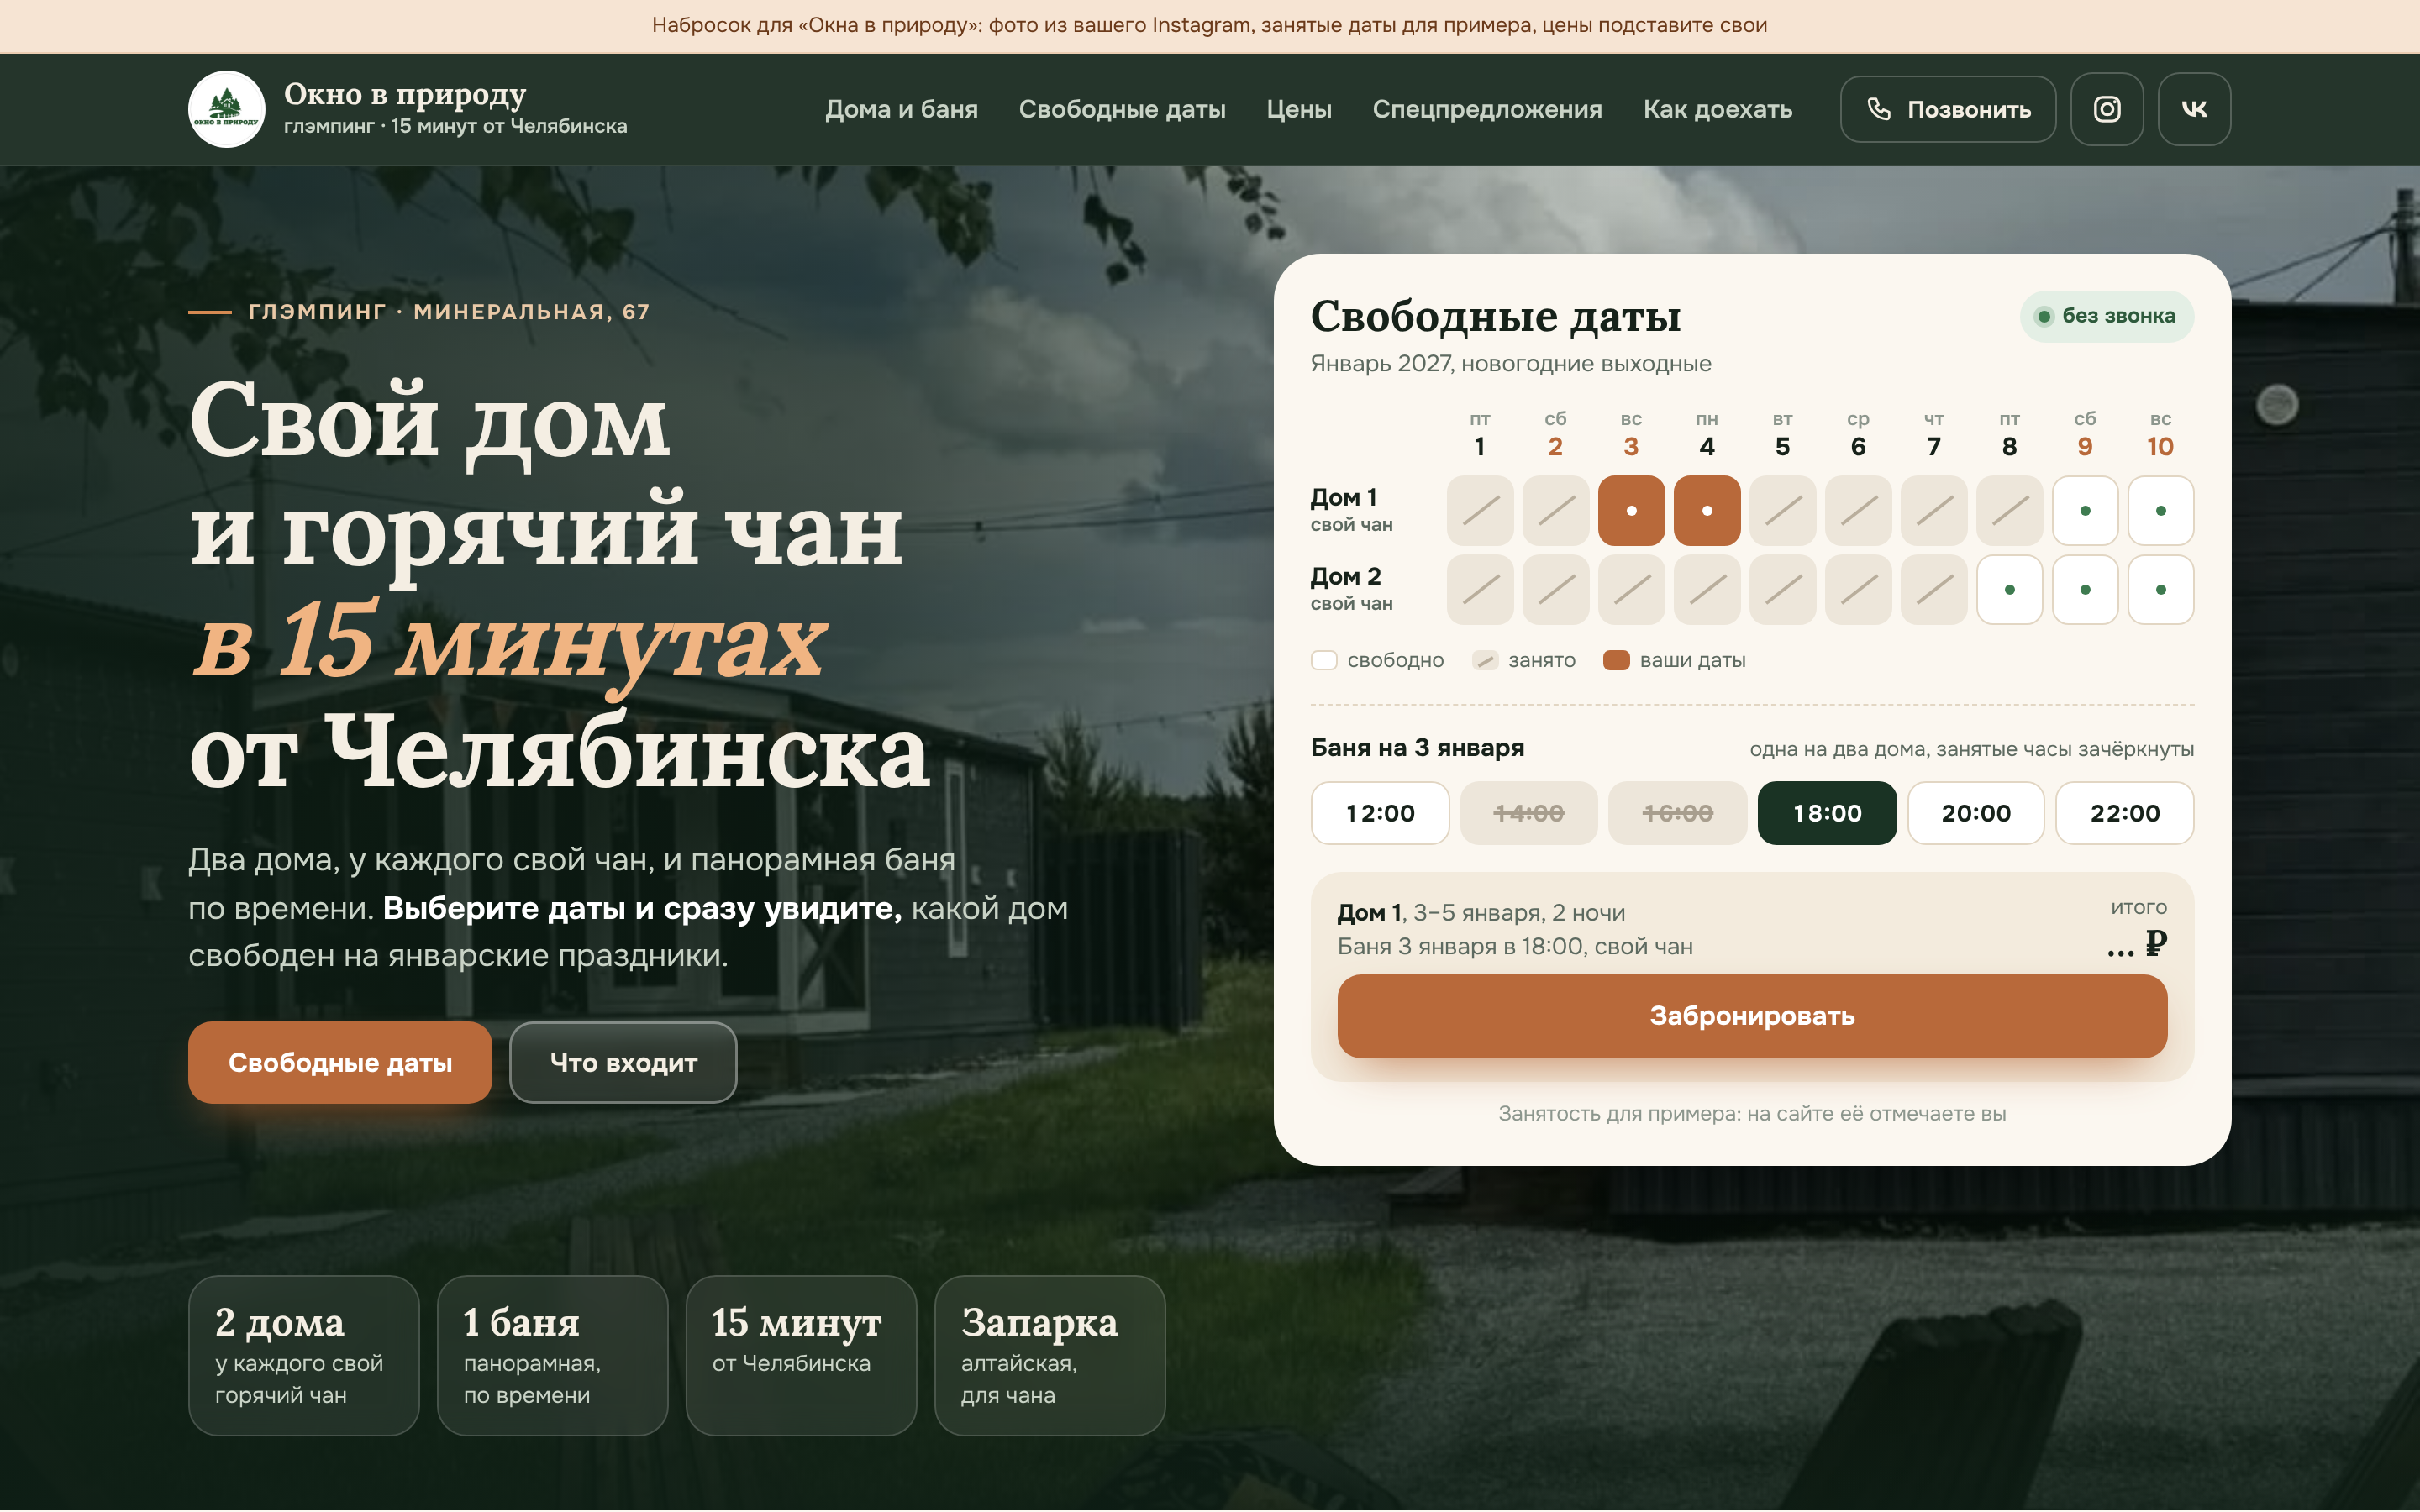 Набросок для «Окна в природу»: фото из вашего Instagram, занятые даты для примера, цены подставите свои
ОКНО В ПРИРОДУ
Окно в природу
глэмпинг · 15 минут от Челябинска
Дома и баня
Свободные даты
Цены
Спецпредложения
Как доехать
Позвонить
ГЛЭМПИНГ · МИНЕРАЛЬНАЯ, 67
Свой дом
и горячий чан
в 15 минутах
от Челябинска
Два дома, у каждого свой чан, и панорамная баня
по времени. Выберите даты и сразу увидите, какой дом
свободен на январские праздники.
Свободные даты
Что входит
2 дома
у каждого свой
горячий чан
1 баня
панорамная,
по времени
15 минут
от Челябинска
Запарка
алтайская,
для чана
Свободные даты
без звонка
Январь 2027, новогодние выходные
пт сб вс пн вт ср чт пт сб вс
1 2 3 4 5 6 7 8 9 10
Дом 1
свой чан
Дом 2
свой чан
свободно
занято
ваши даты
Баня на 3 января
одна на два дома, занятые часы зачёркнуты
12:00 14:00 16:00 18:00 20:00 22:00
Дом 1, 3–5 января, 2 ночи
Баня 3 января в 18:00, свой чан
итого
... ₽
Забронировать
Занятость для примера: на сайте её отмечаете вы